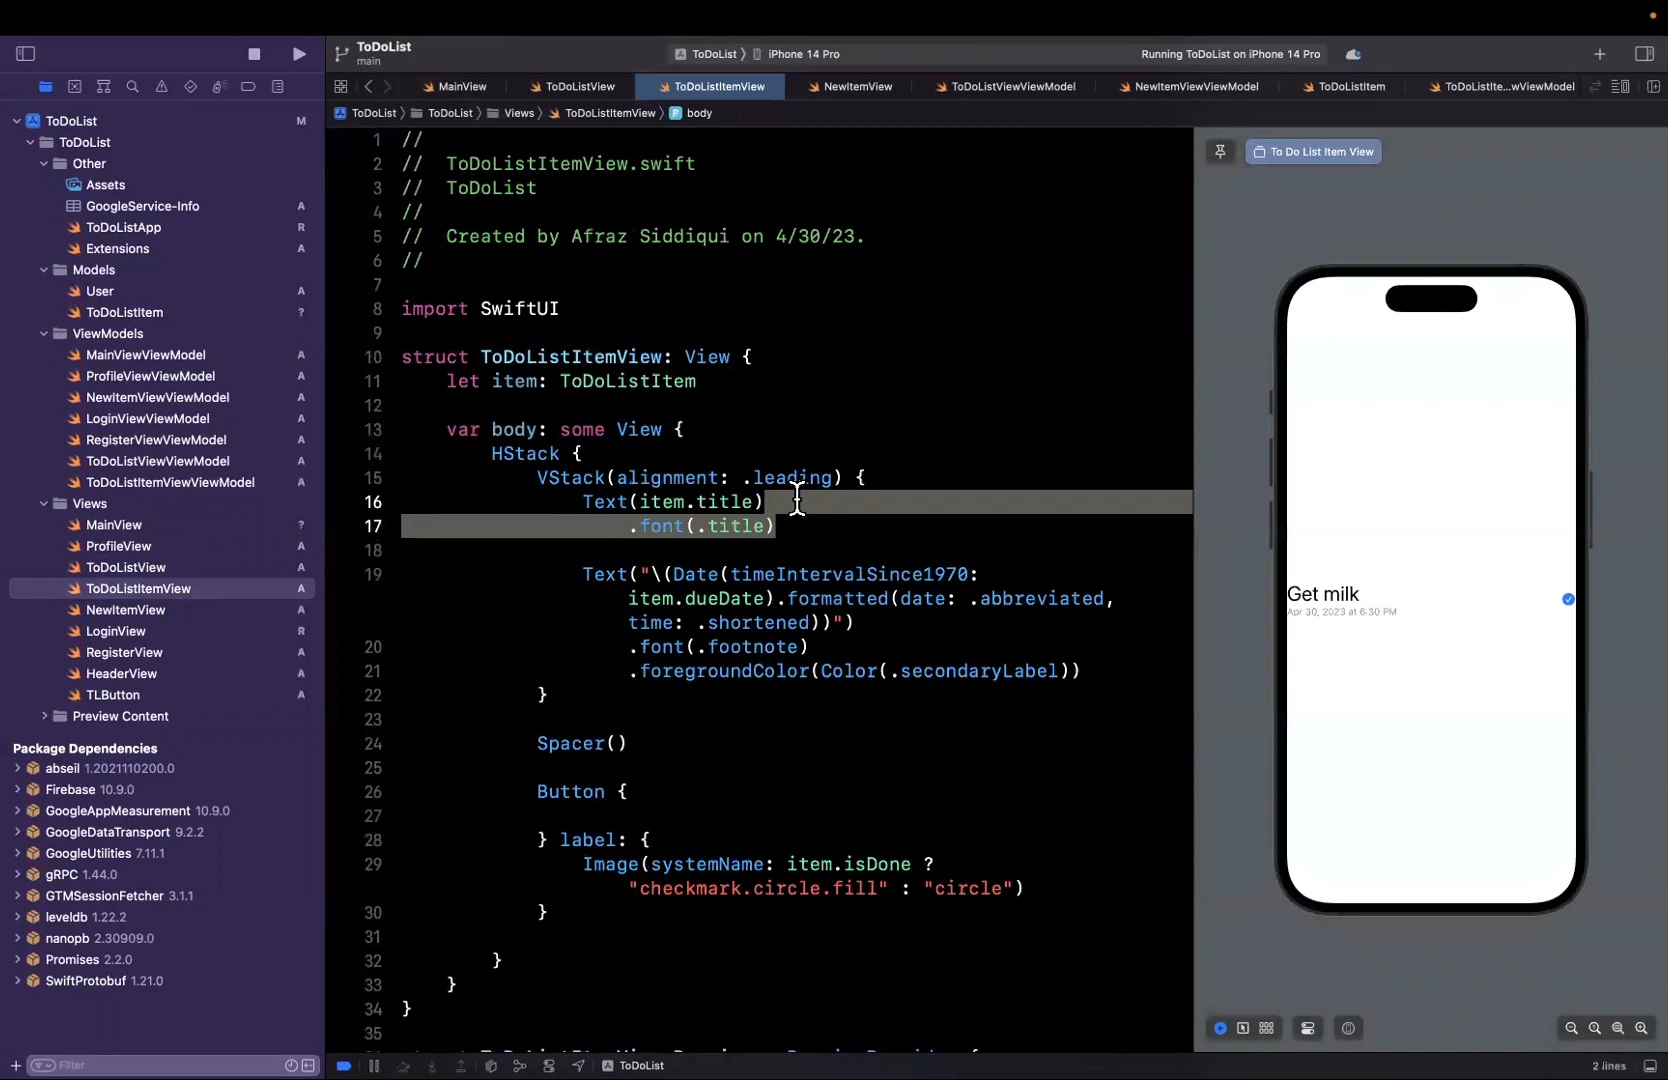 ToDoList
main
ToDoList
iPhone 14 Pro
Running ToDoList on iPhone 14 Pro
MainView
ToDoListView
ToDoListItemView
NewItemView
ToDoListViewViewModel
NewItemViewViewModel
ToDoListItem
ToDoListIte...wViewModel
ToDoList
ToDoList
Views
ToDoListItemView
body
ToDoList M
ToDoList
Other
Assets
GoogleService-Info A
ToDoListApp R
Extensions A
Models
User A
ToDoListItem ?
ViewModels
MainViewViewModel A
ProfileViewViewModel A
NewItemViewViewModel A
LoginViewViewModel A
RegisterViewViewModel A
ToDoListViewViewModel A
ToDoListItemViewViewModel A
Views
MainView ?
ProfileView A
ToDoListView A
ToDoListItemView A
NewItemView A
LoginView R
RegisterView A
HeaderView A
TLButton A
Preview Content
Package Dependencies
abseil 1.2021110200.0
Firebase 10.9.0
GoogleAppMeasurement 10.9.0
GoogleDataTransport 9.2.2
GoogleUtilities 7.11.1
gRPC 1.44.0
GTMSessionFetcher 3.1.1
leveldb 1.22.2
nanopb 2.30909.0
Promises 2.2.0
SwiftProtobuf 1.21.0
Filter
1 //
2 // ToDoListItemView.swift
3 // ToDoList
4 //
5 // Created by Afraz Siddiqui on 4/30/23.
6 //
7
8 import SwiftUI
9
10 struct ToDoListItemView: View {
11 let item: ToDoListItem
12
13 var body: some View {
14 HStack {
15 VStack(alignment: .leading) {
16 Text(item.title)
17 .font(.title)
18
19 Text("\(Date(timeIntervalSince1970:
item.dueDate).formatted(date: .abbreviated,
time: .shortened))")
20 .font(.footnote)
21 .foregroundColor(Color(.secondaryLabel))
22 }
23
24 Spacer()
25
26 Button {
27
28 } label: {
29 Image(systemName: item.isDone ?
"checkmark.circle.fill" : "circle")
30 }
31
32 }
33 }
34 }
35
ToDoList
To Do List Item View
Get milk
Apr 30, 2023 at 6:30 PM
2 lines